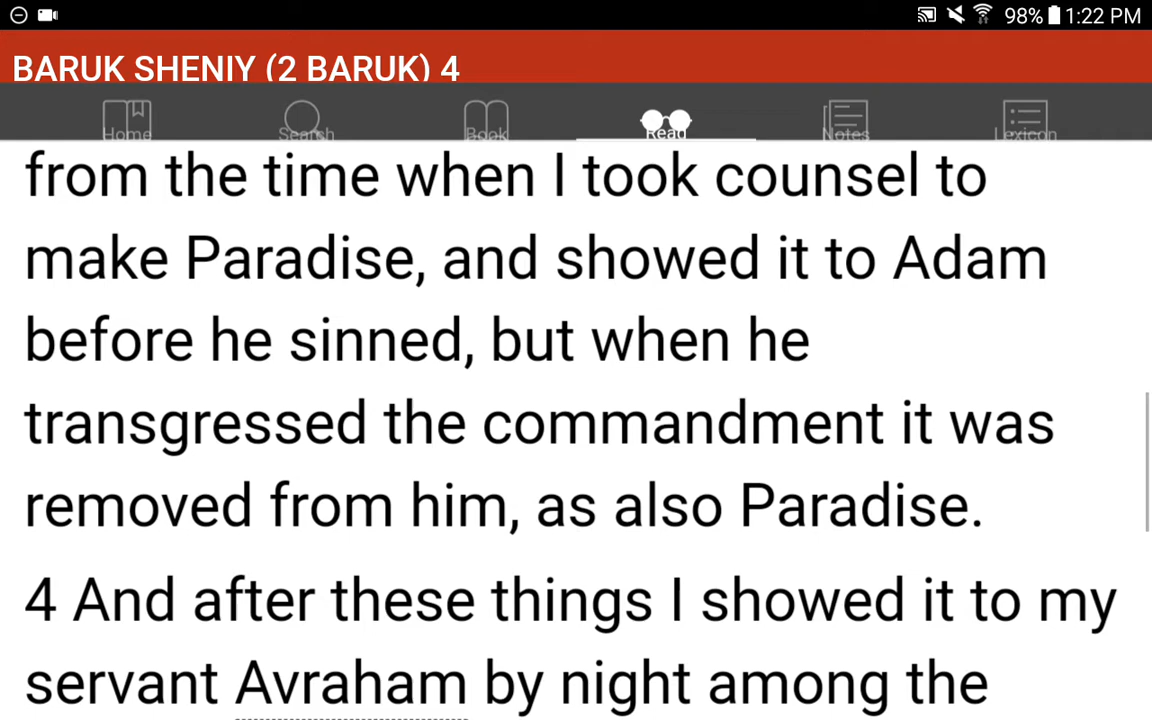 98% 1:22 PM
BARUK SHENIY (2 BARUK) 4
Home Search Book Read Notes Lexicon
from the time when I took counsel to
make Paradise, and showed it to Adam
before he sinned, but when he
transgressed the commandment it was
removed from him, as also Paradise.
4 And after these things I showed it to my
servant Avraham by night among the